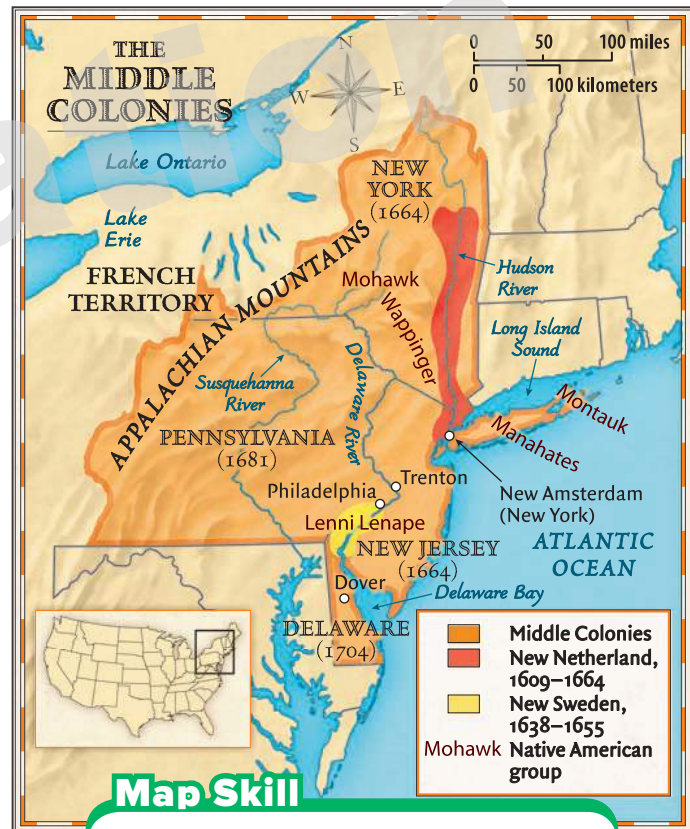 THE
MIDDLE
COLONIES
N
W E
S
0 50 100 miles
0 50 100 kilometers
Lake Ontario
Lake
Erie
FRENCH
TERRITORY
APPALACHIAN MOUNTAINS
NEW
YORK
(1664)
Mohawk
Wappinger
Hudson
River
Long Island
Sound
Montauk
Manahates
Susquehanna
River
Delaware River
PENNSYLVANIA
(1681)
Trenton
Philadelphia
New Amsterdam
(New York)
Lenni Lenape
NEW JERSEY
(1664)
ATLANTIC
OCEAN
Dover
Delaware Bay
DELAWARE
(1704)
Middle Colonies
New Netherland,
1609–1664
New Sweden,
1638–1655
Mohawk Native American
group
Map Skill